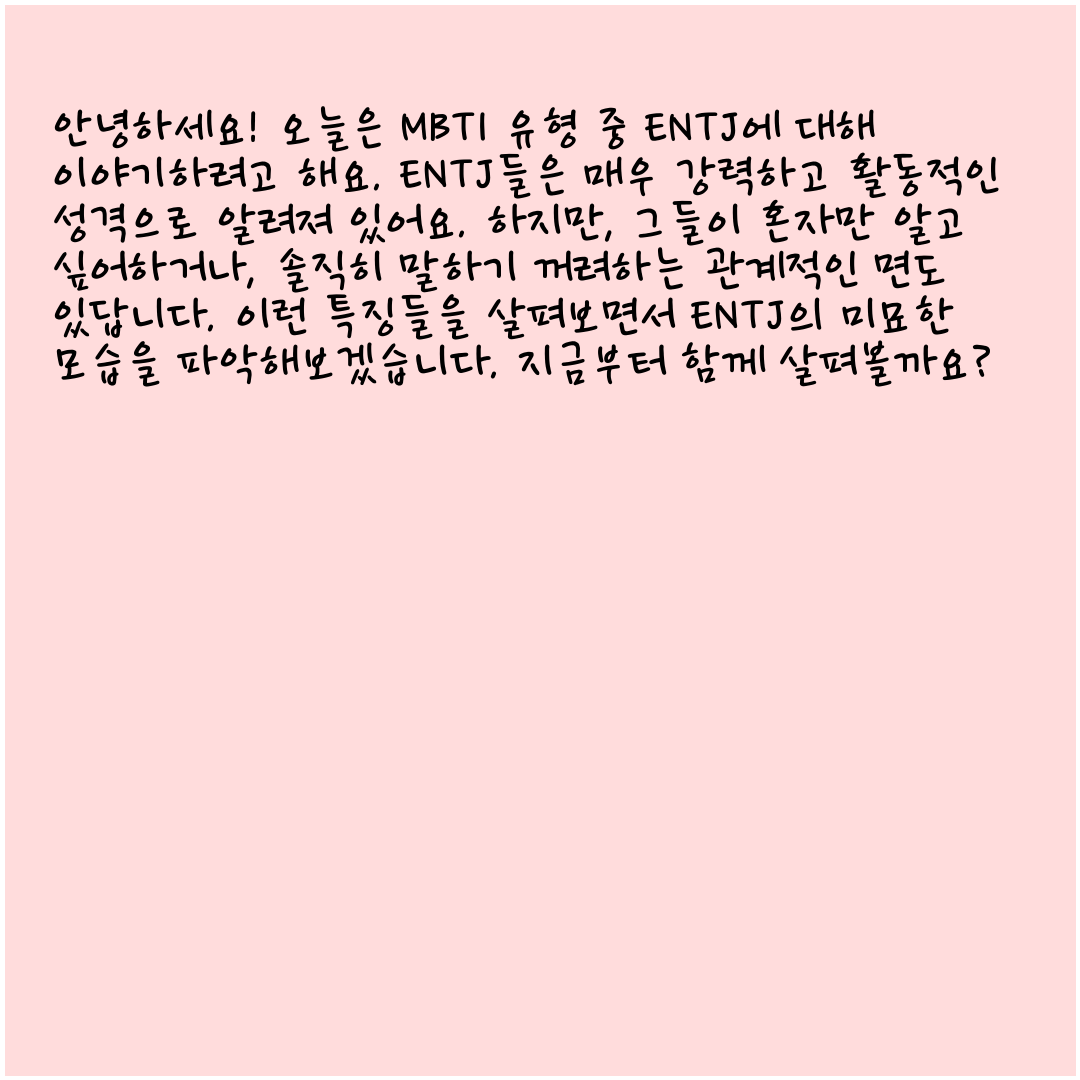 안녕하세요! 오늘은 MBTI 유형 중 ENTJ에 대해
이야기하려고 해요. ENTJ들은 매우 강력하고 활동적인
성격으로 알려져 있어요. 하지만, 그들이 혼자만 알고
싶어하거나, 솔직히 말하기 꺼려하는 관계적인 면도
있답니다. 이런 특징들을 살펴보면서 ENTJ의 미묘한
모습을 파악해보겠습니다. 지금부터 함께 살펴볼까요?